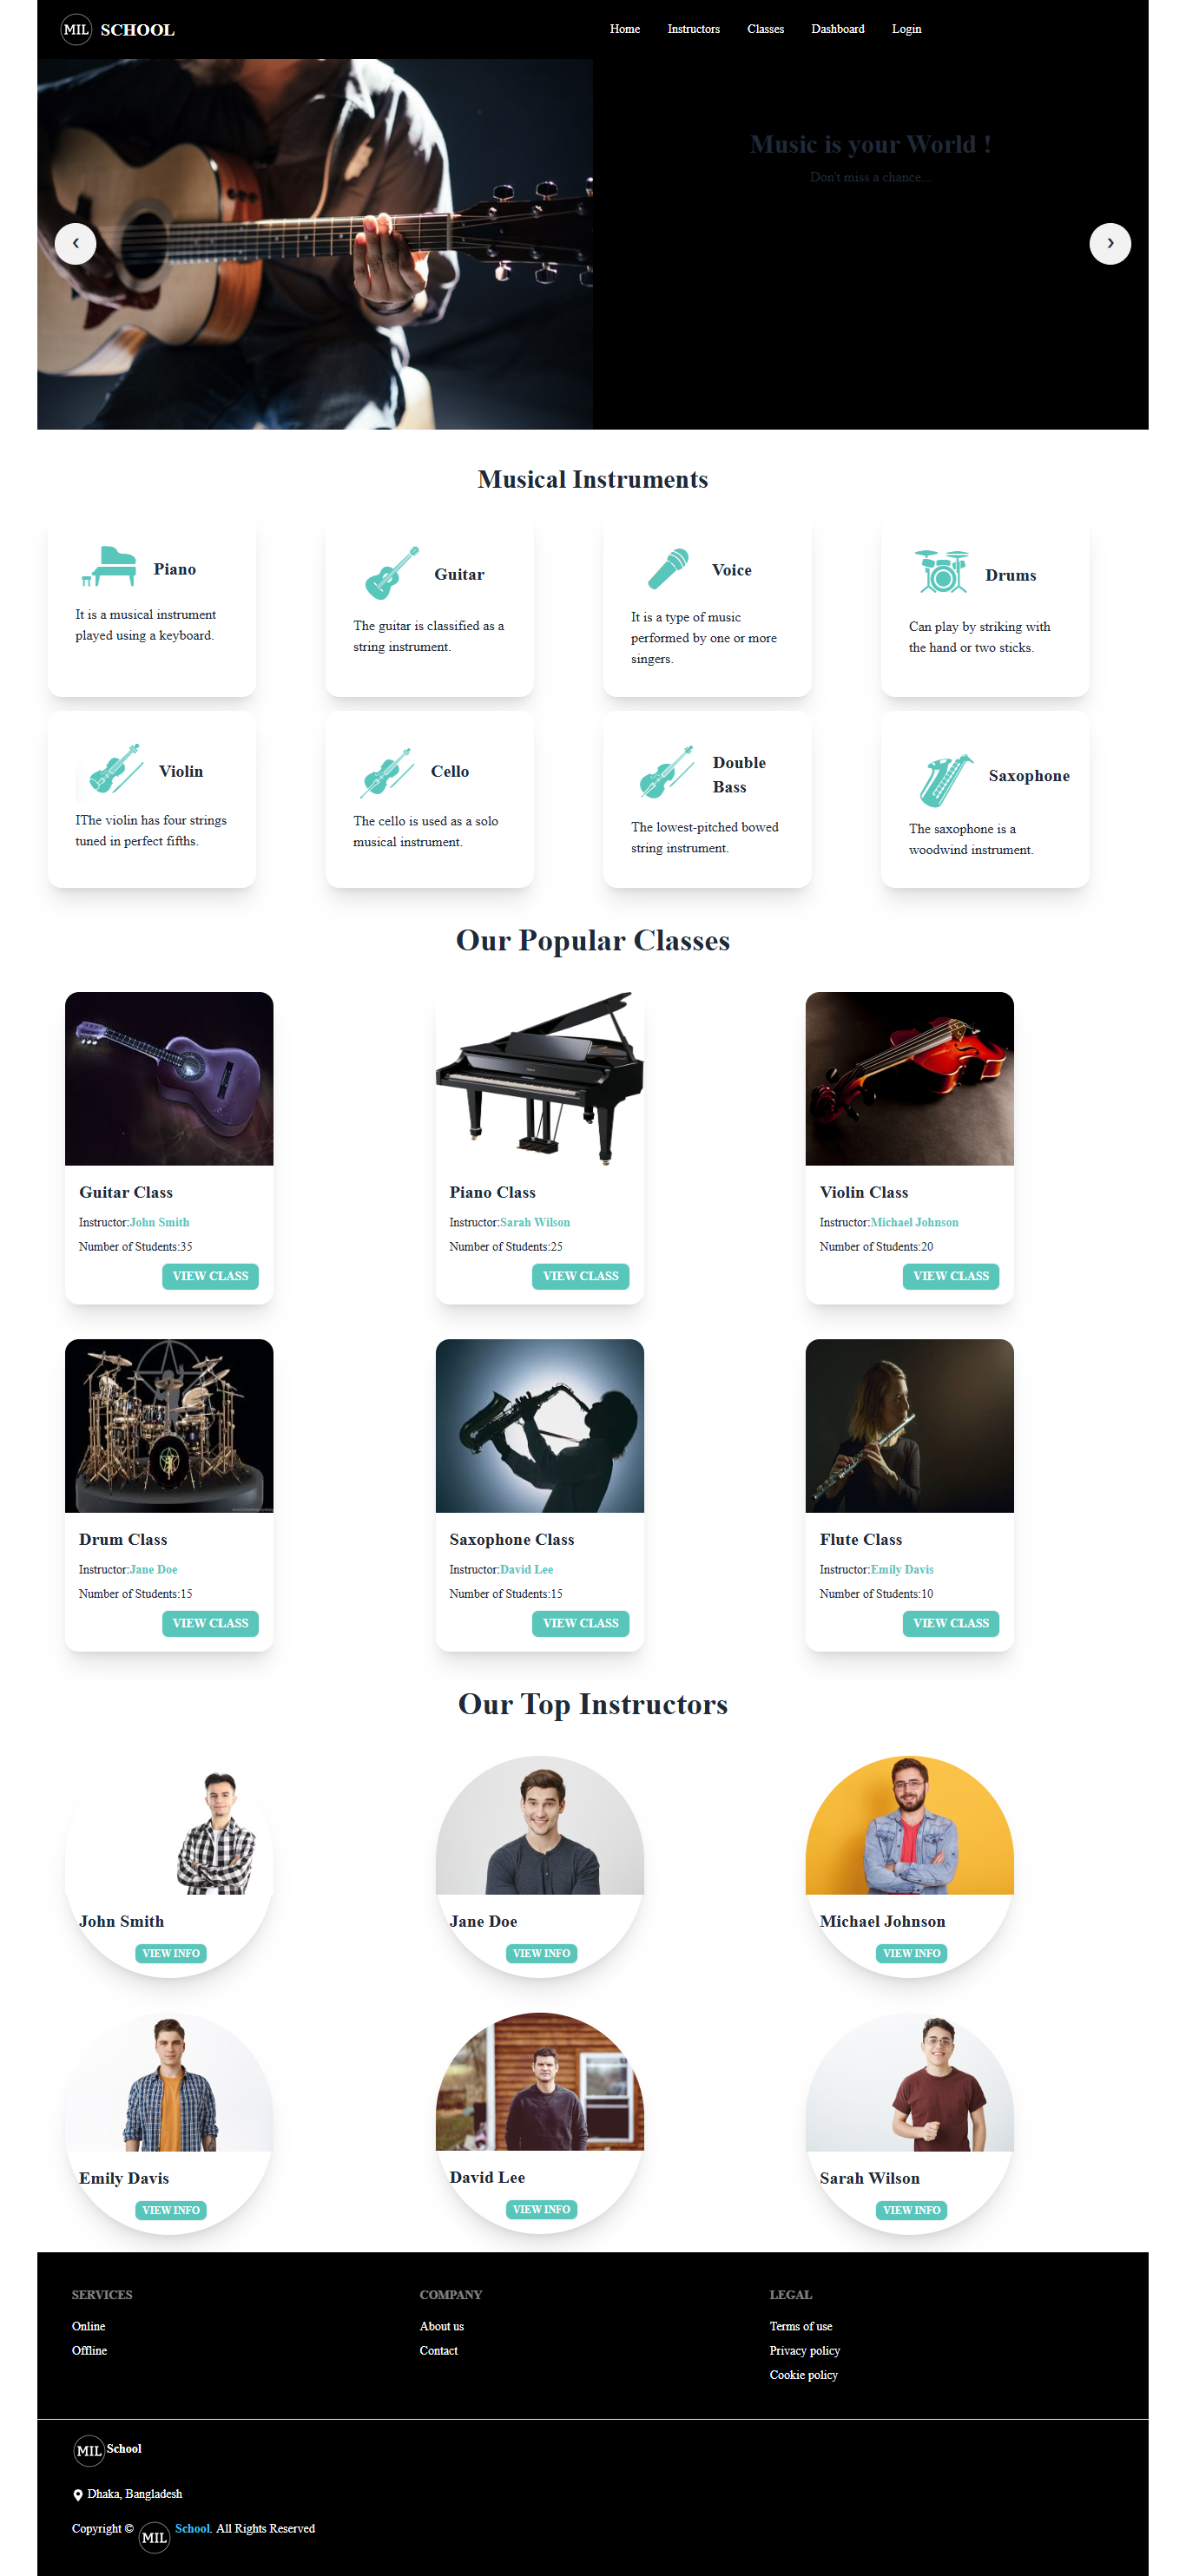 MIL SCHOOL
Home Instructors Classes Dashboard Login
Music is your World !
Don't miss a chance...
❮ ❯
Musical Instruments
Piano
It is a musical instrument
played using a keyboard.
Guitar
The guitar is classified as a
string instrument.
Voice
It is a type of music
performed by one or more
singers.
Drums
Can play by striking with
the hand or two sticks.
Violin
IThe violin has four strings
tuned in perfect fifths.
Cello
The cello is used as a solo
musical instrument.
Double
Bass
The lowest-pitched bowed
string instrument.
Saxophone
The saxophone is a
woodwind instrument.
Our Popular Classes
Guitar Class
Instructor:John Smith
Number of Students:35
VIEW CLASS
Piano Class
Instructor:Sarah Wilson
Number of Students:25
VIEW CLASS
Violin Class
Instructor:Michael Johnson
Number of Students:20
VIEW CLASS
Drum Class
Instructor:Jane Doe
Number of Students:15
VIEW CLASS
Saxophone Class
Instructor:David Lee
Number of Students:15
VIEW CLASS
Flute Class
Instructor:Emily Davis
Number of Students:10
VIEW CLASS
Our Top Instructors
John Smith
VIEW INFO
Jane Doe
VIEW INFO
Michael Johnson
VIEW INFO
Emily Davis
VIEW INFO
David Lee
VIEW INFO
Sarah Wilson
VIEW INFO
SERVICES
Online
Offline
COMPANY
About us
Contact
LEGAL
Terms of use
Privacy policy
Cookie policy
MIL School
Dhaka, Bangladesh
Copyright © MIL School. All Rights Reserved